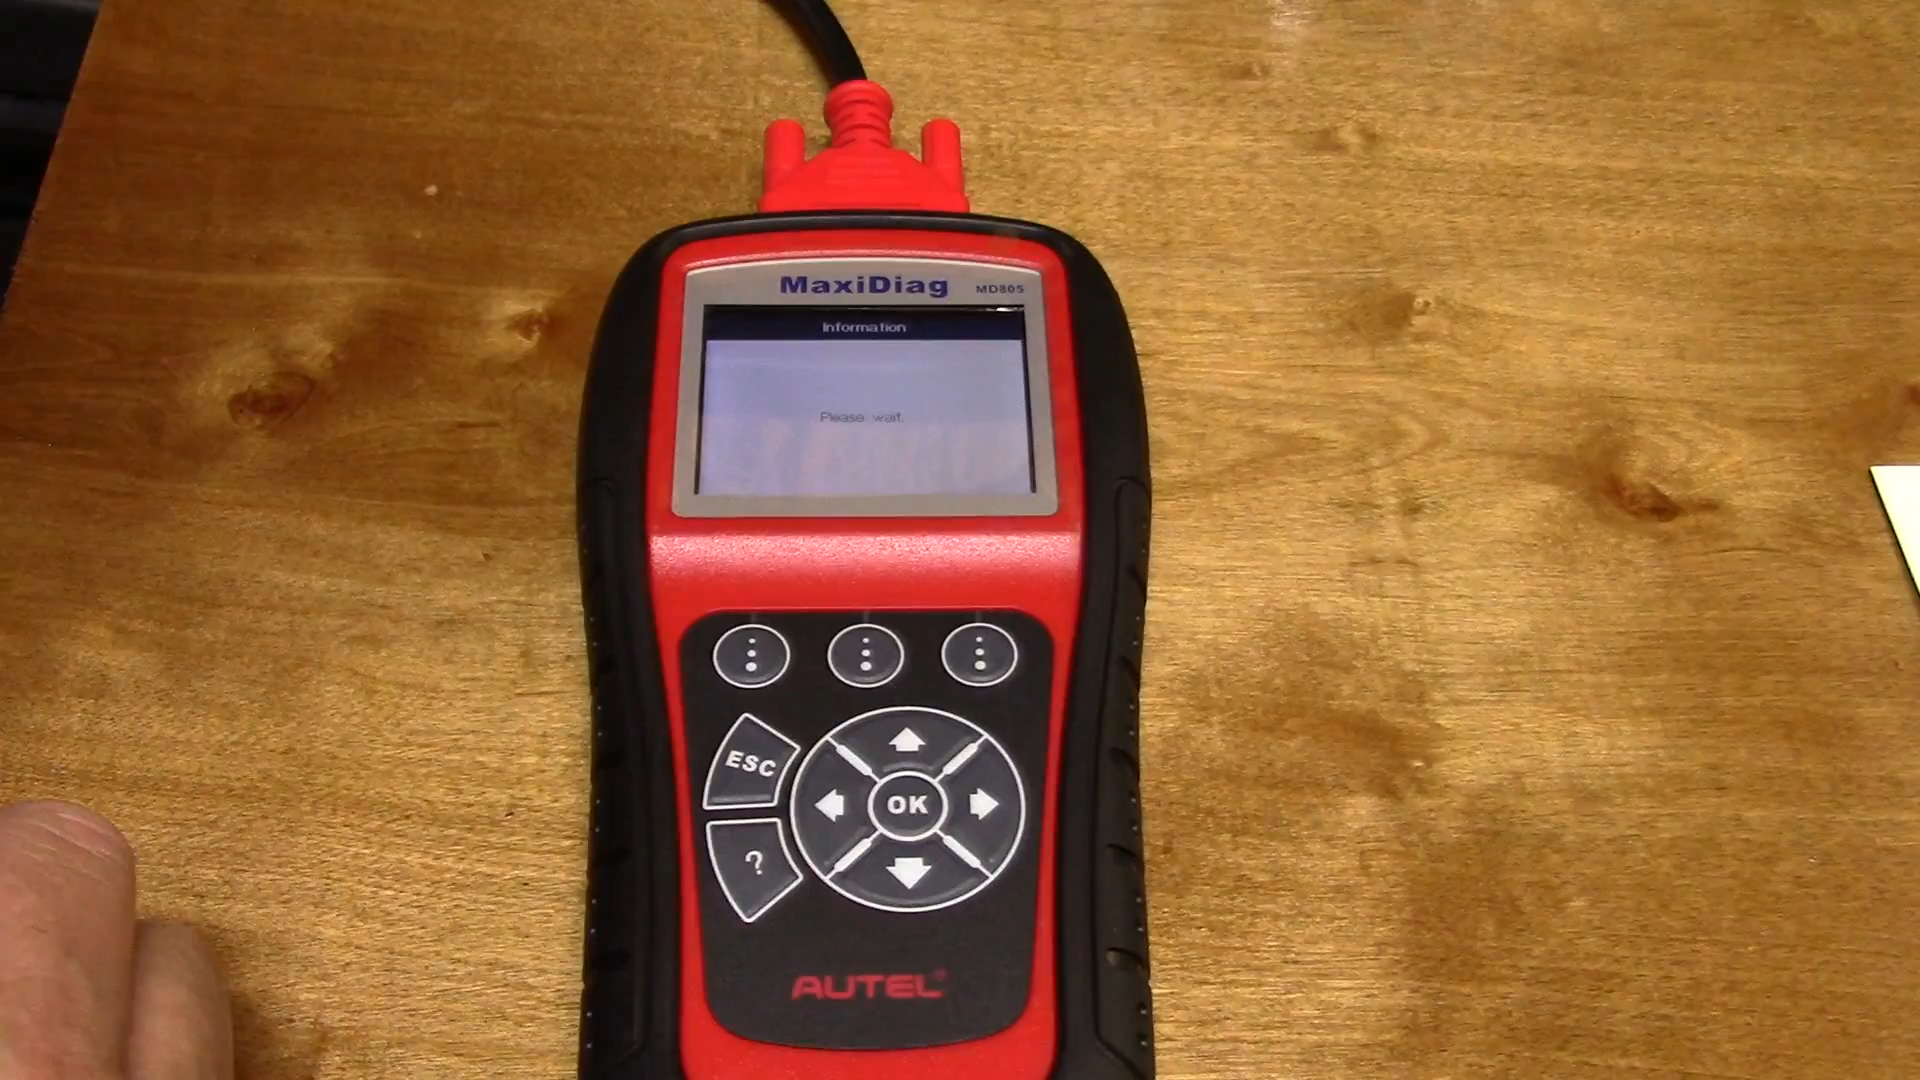 MaxiDiag MD805
Information
Please wait.
ESC
OK
?
AUTEL®